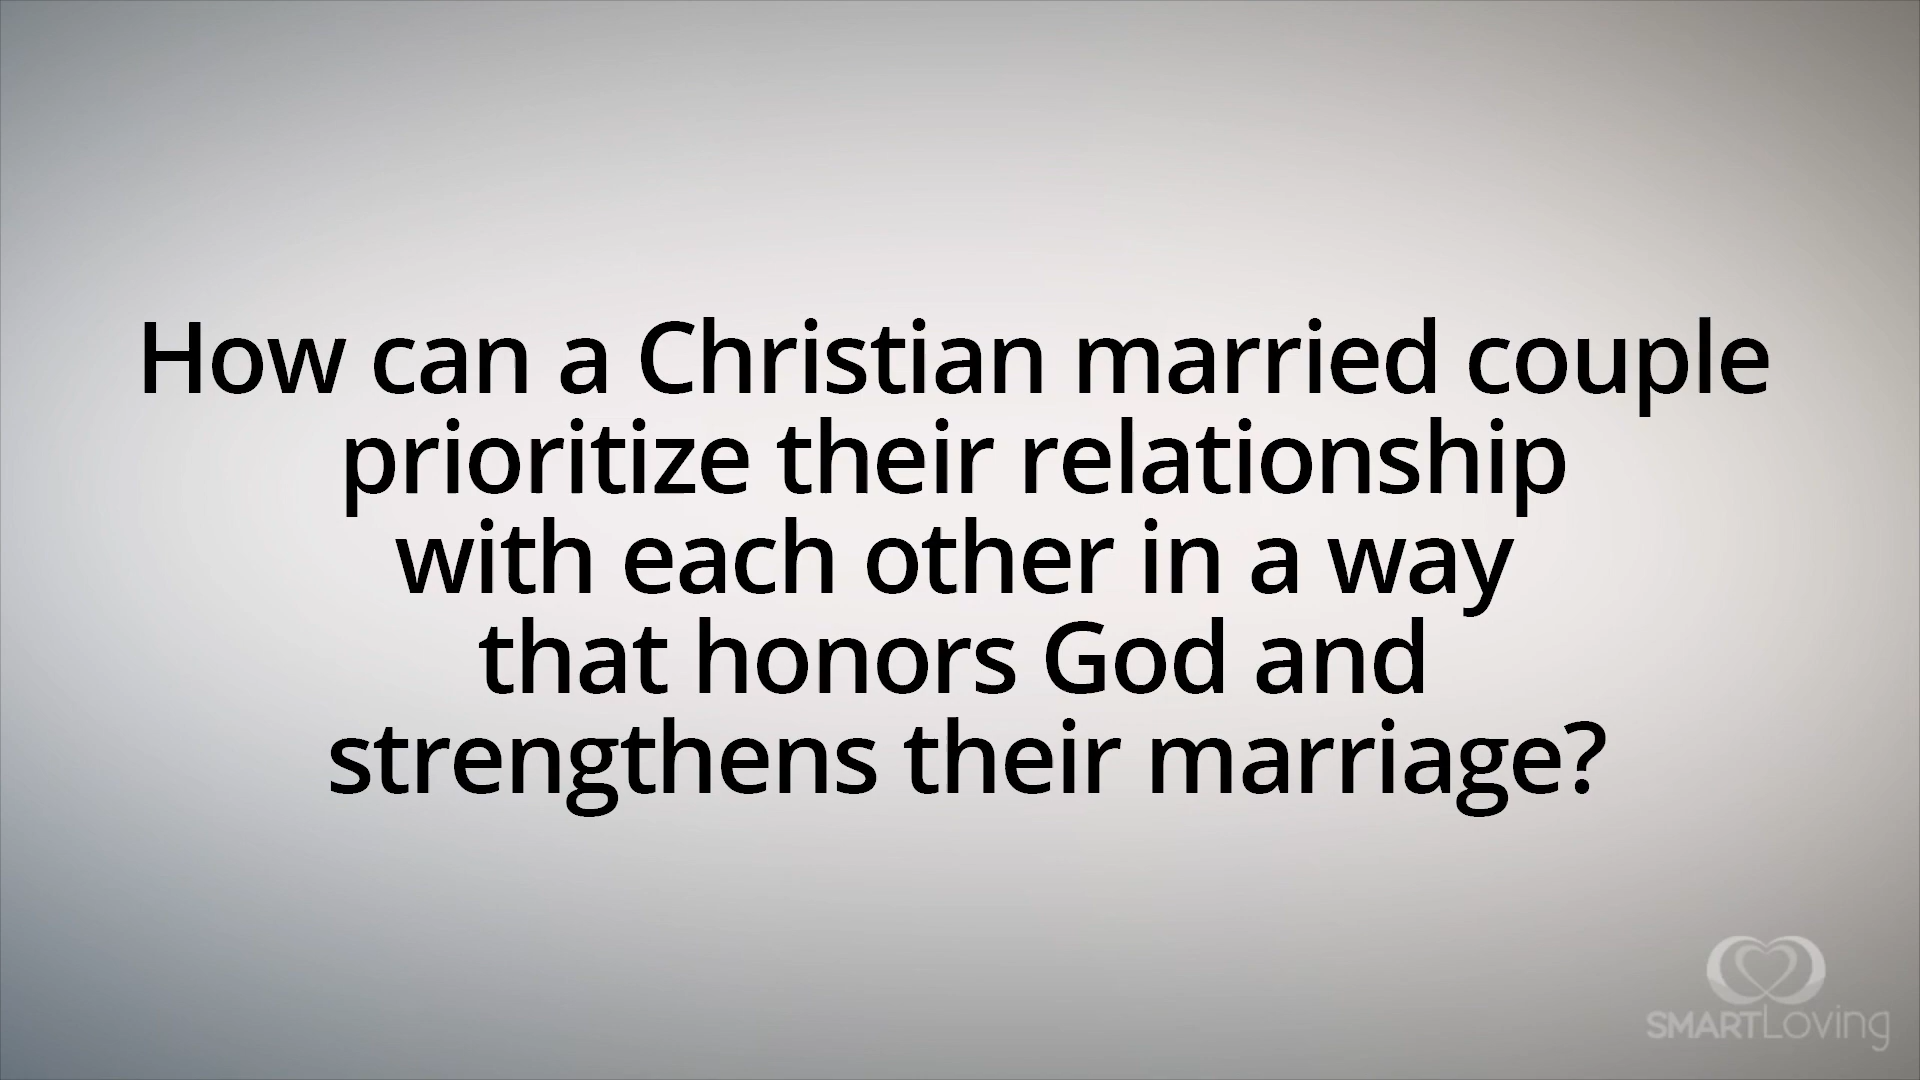 How can a Christian married couple
prioritize their relationship
with each other in a way
that honors God and
strengthens their marriage?
SMARTLoving